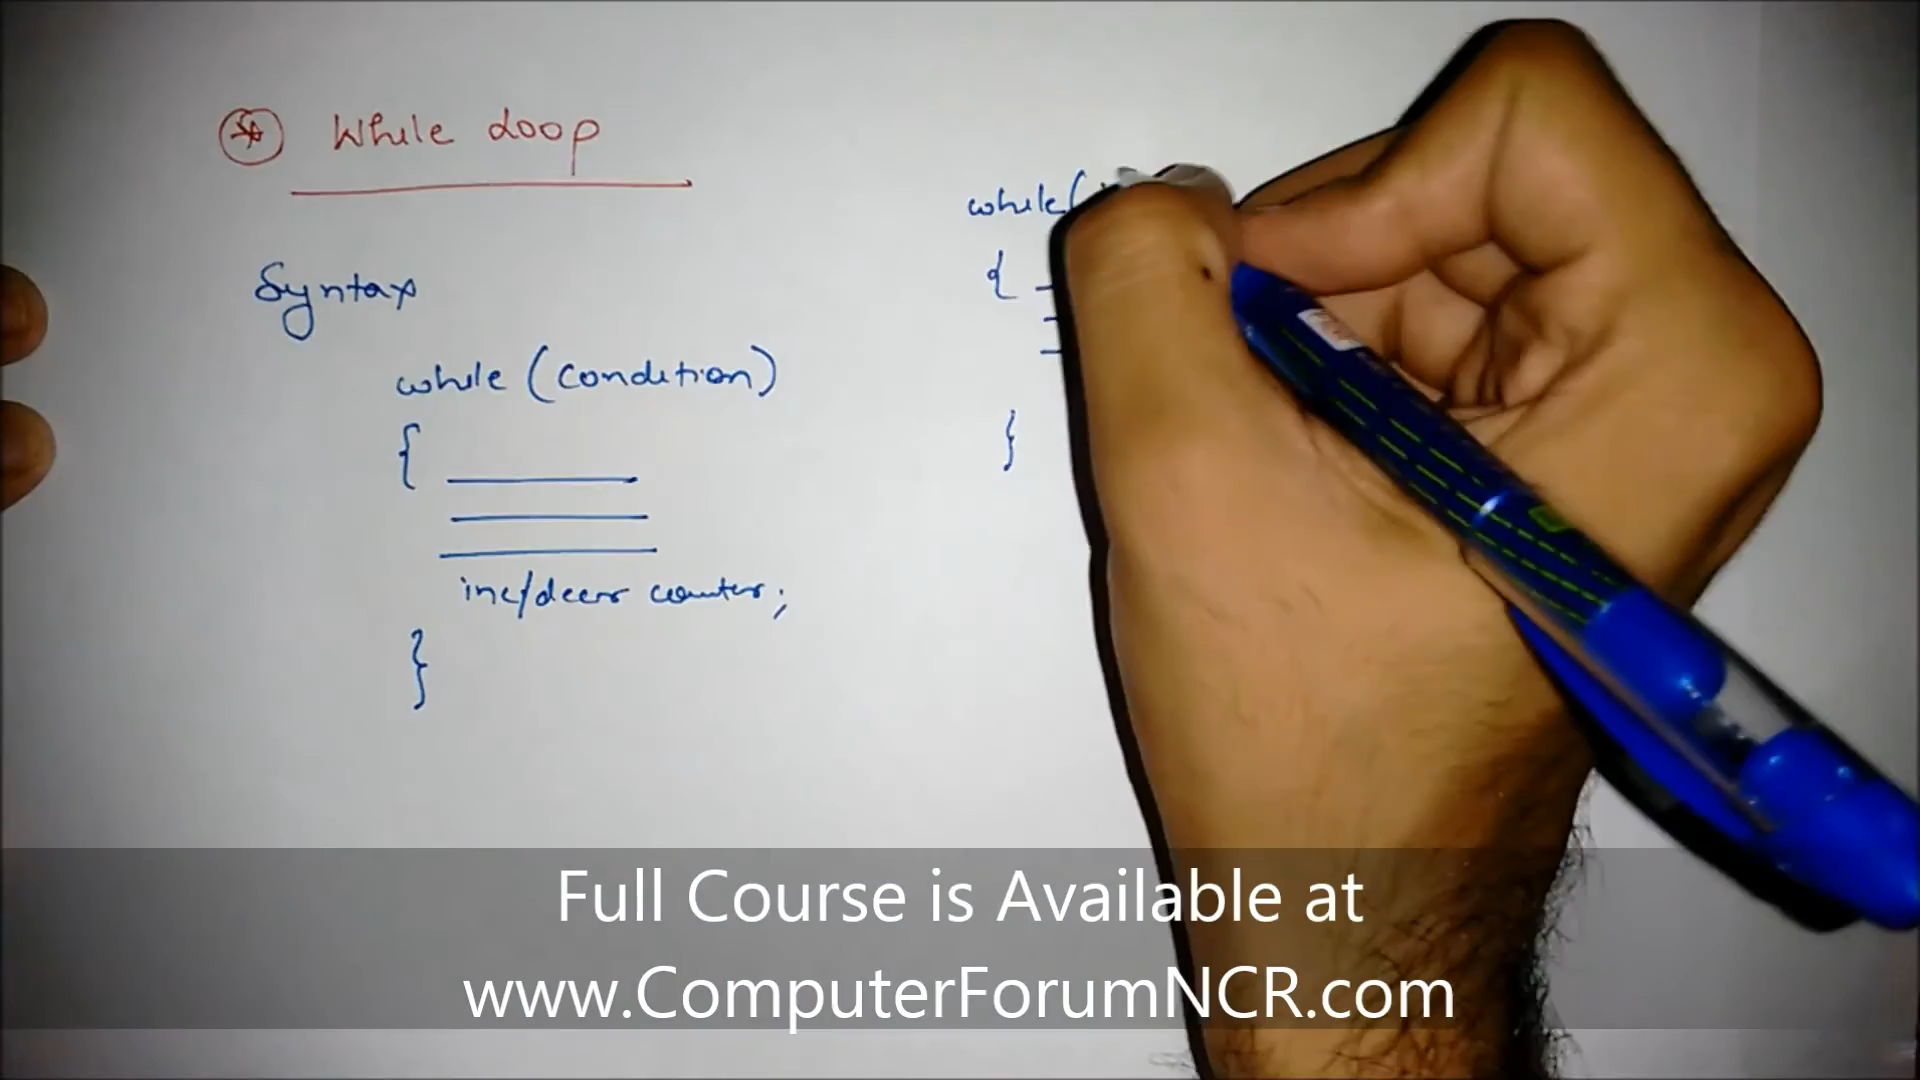 While Loop
Syntax
while (condition)
{
inc/decr counter;
}
while(
{
}
Full Course is Available at
www.ComputerForumNCR.com